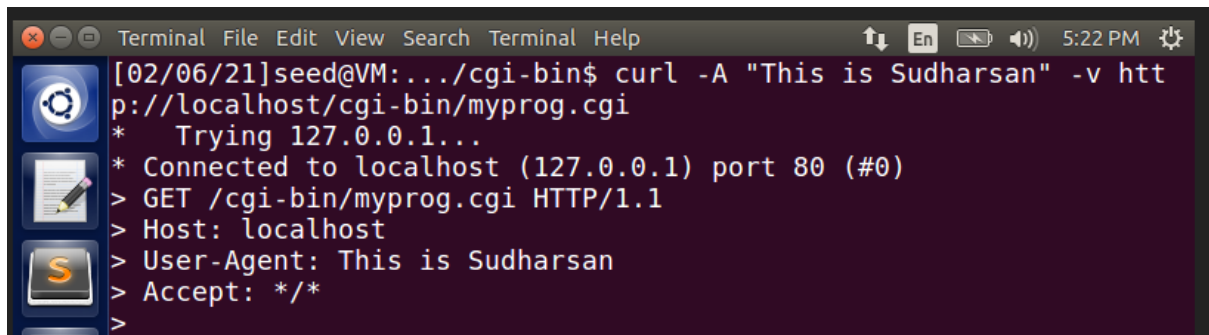 Terminal File Edit View Search Terminal Help En 5:22 PM
[02/06/21]seed@VM:.../cgi-bin$ curl -A "This is Sudharsan" -v htt
p://localhost/cgi-bin/myprog.cgi
*   Trying 127.0.0.1...
* Connected to localhost (127.0.0.1) port 80 (#0)
> GET /cgi-bin/myprog.cgi HTTP/1.1
> Host: localhost
> User-Agent: This is Sudharsan
> Accept: */*
>